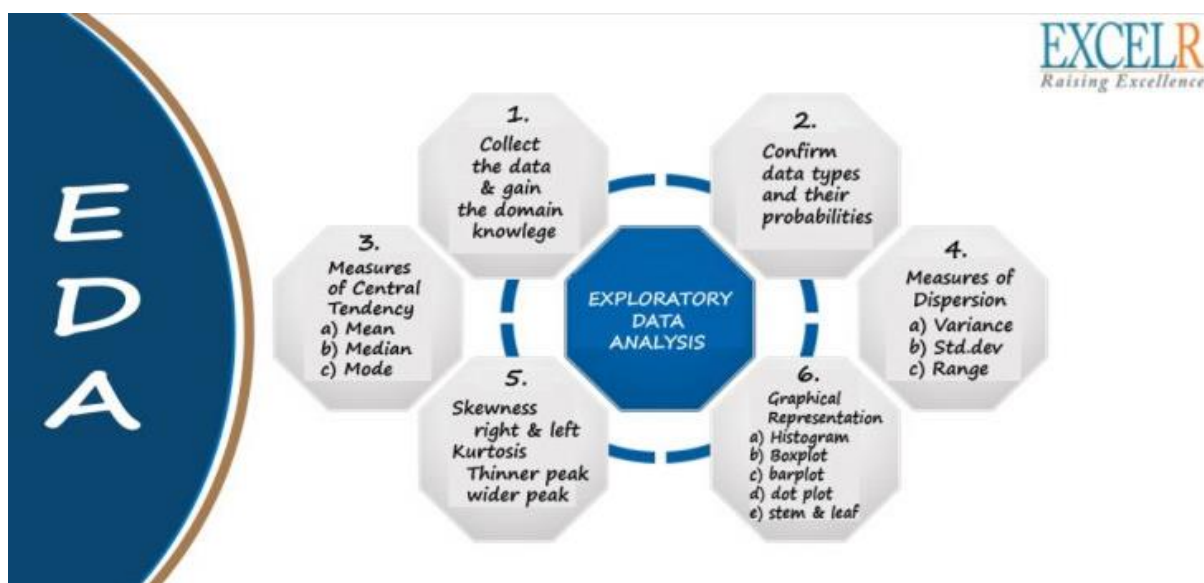 EDA
EXCELR
Raising Excellence
1.
Collect
the data
& gain
the domain
knowlege
2.
Confirm
data types
and their
probabilities
3.
Measures
of Central
Tendency
a) Mean
b) Median
c) Mode
EXPLORATORY
DATA
ANALYSIS
4.
Measures of
Dispersion
a) Variance
b) Std.dev
c) Range
5.
Skewness
right & left
Kurtosis
Thinner peak
wider peak
6.
Graphical
Representation
a) Histogram
b) Boxplot
c) barplot
d) dot plot
e) stem & leaf